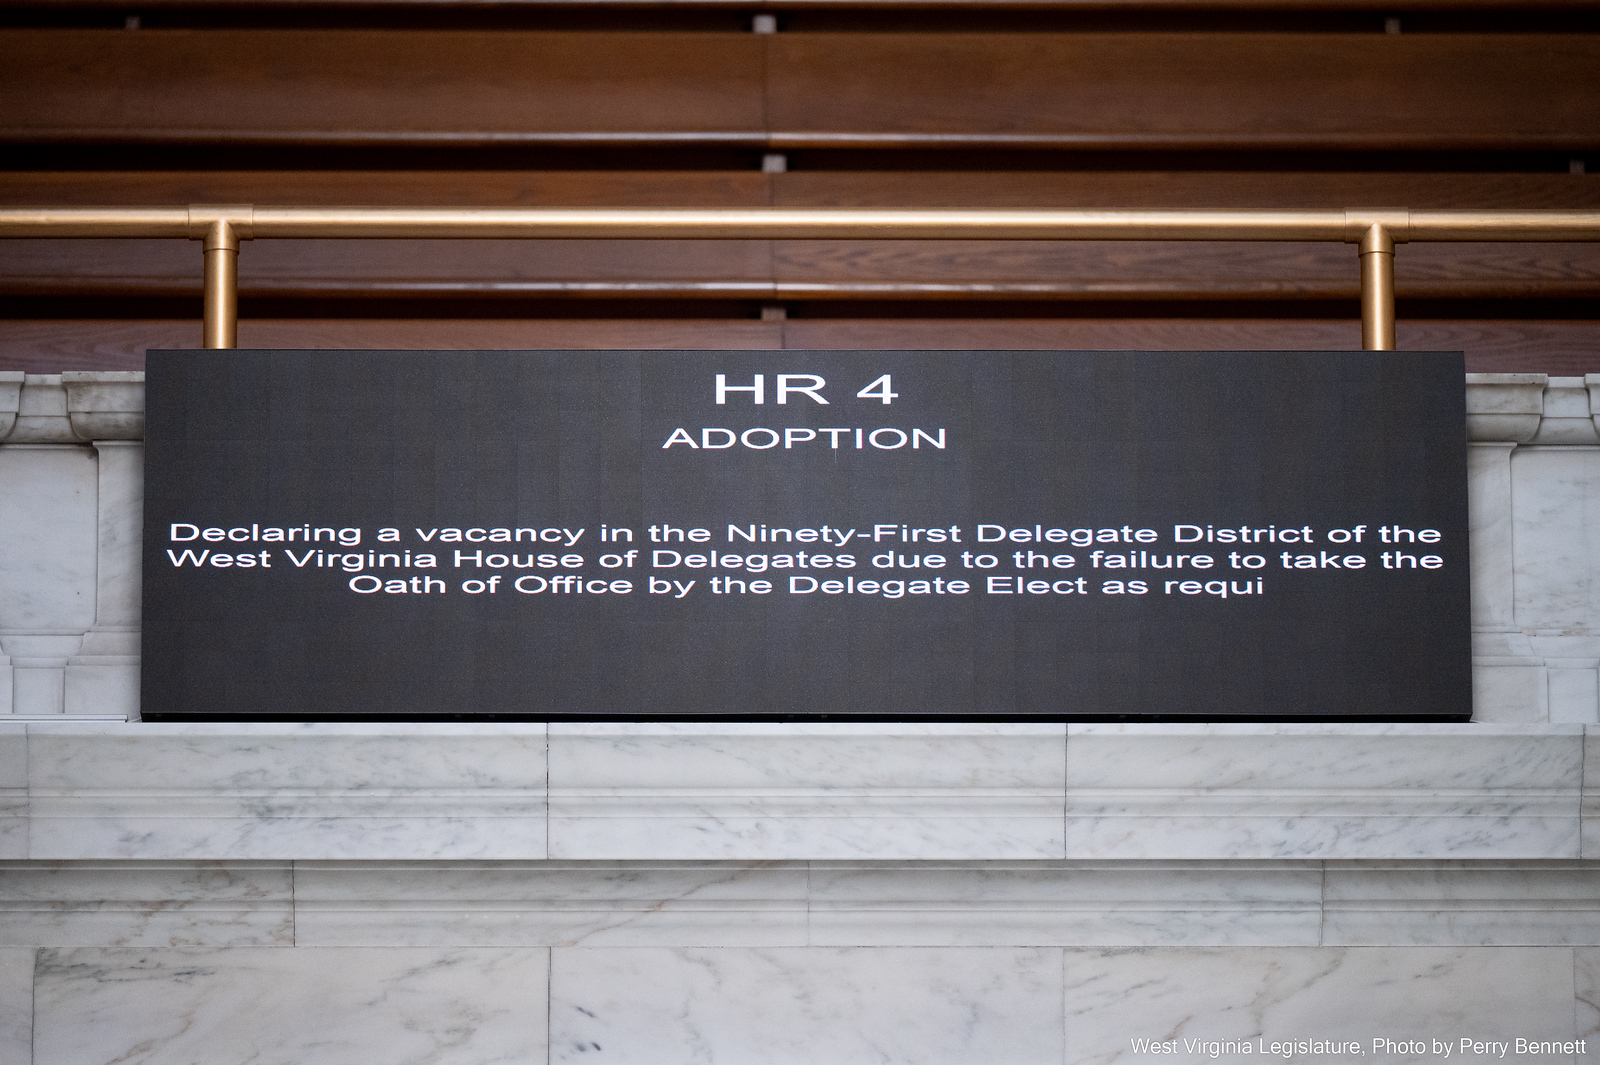 HR 4
ADOPTION
Declaring a vacancy in the Ninety-First Delegate District of the
West Virginia House of Delegates due to the failure to take the
Oath of Office by the Delegate Elect as requi
West Virginia Legislature, Photo by Perry Bennett